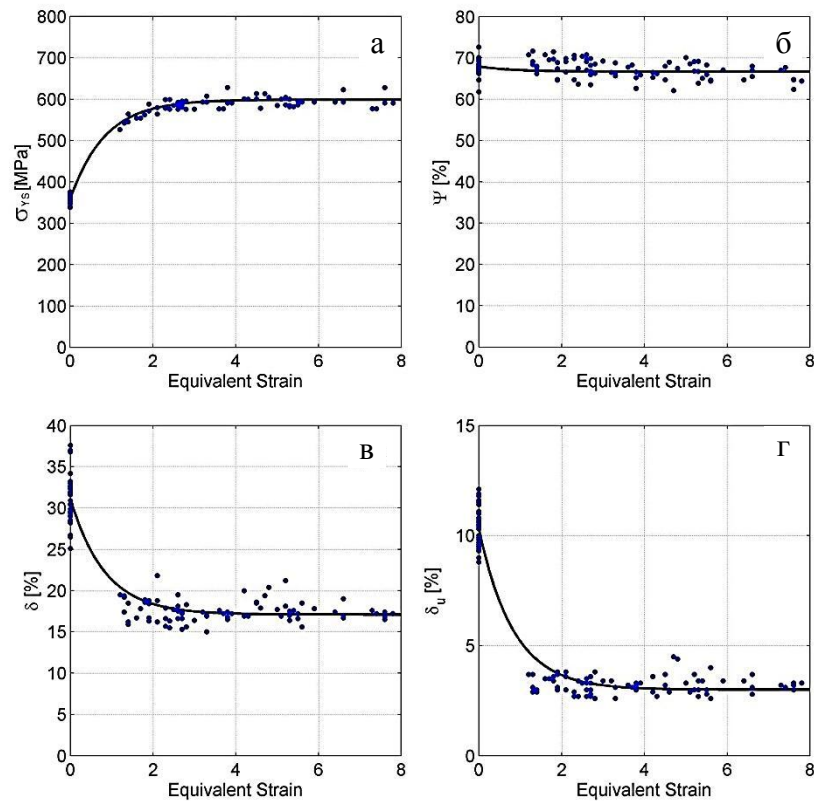 а
800
700
600
500
400
300
200
100
0
σYS[MPa]
0 2 4 6 8
Equivalent Strain
б
80
70
60
50
40
30
20
10
0
Ψ [%]
0 2 4 6 8
Equivalent Strain
в
40
35
30
25
20
15
10
5
0
δ [%]
0 2 4 6 8
Equivalent Strain
г
15
10
5
0
δu [%]
0 2 4 6 8
Equivalent Strain